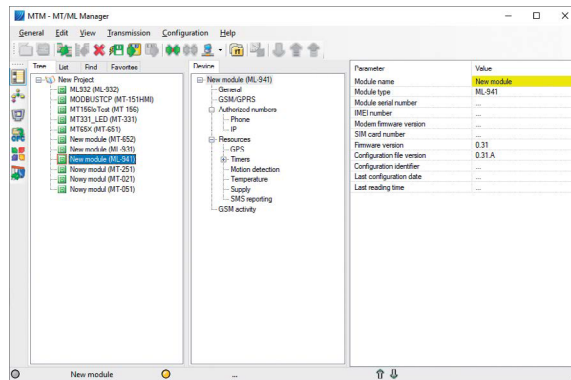 MTM - MT/ML Manager
General Edit View Transmission Configuration Help
Tree List Find Favorites
New Project
ML932 (ML-932)
MODBUSTCP (MT-151HMI)
MT156IoTest (MT 156)
MT331_LED (MT-331)
MT65X (MT-651)
New module (MT-652)
New module (ML-931)
New module (ML-941)
Nowy moduł (MT-251)
Nowy moduł (MT-021)
Nowy moduł (MT-051)
Device
New module (ML-941)
General
GSM/GPRS
Authorized numbers
Phone
IP
Resources
GPS
Timers
Motion detection
Temperature
Supply
SMS reporting
GSM activity
Parameter Value
Module name New module
Module type ML-941
Module serial number ...
IMEI number ...
Modem firmware version ...
SIM card number ...
Firmware version 0.31
Configuration file version 0.31.A
Configuration identifier ...
Last configuration date ...
Last reading time ...
New module ...